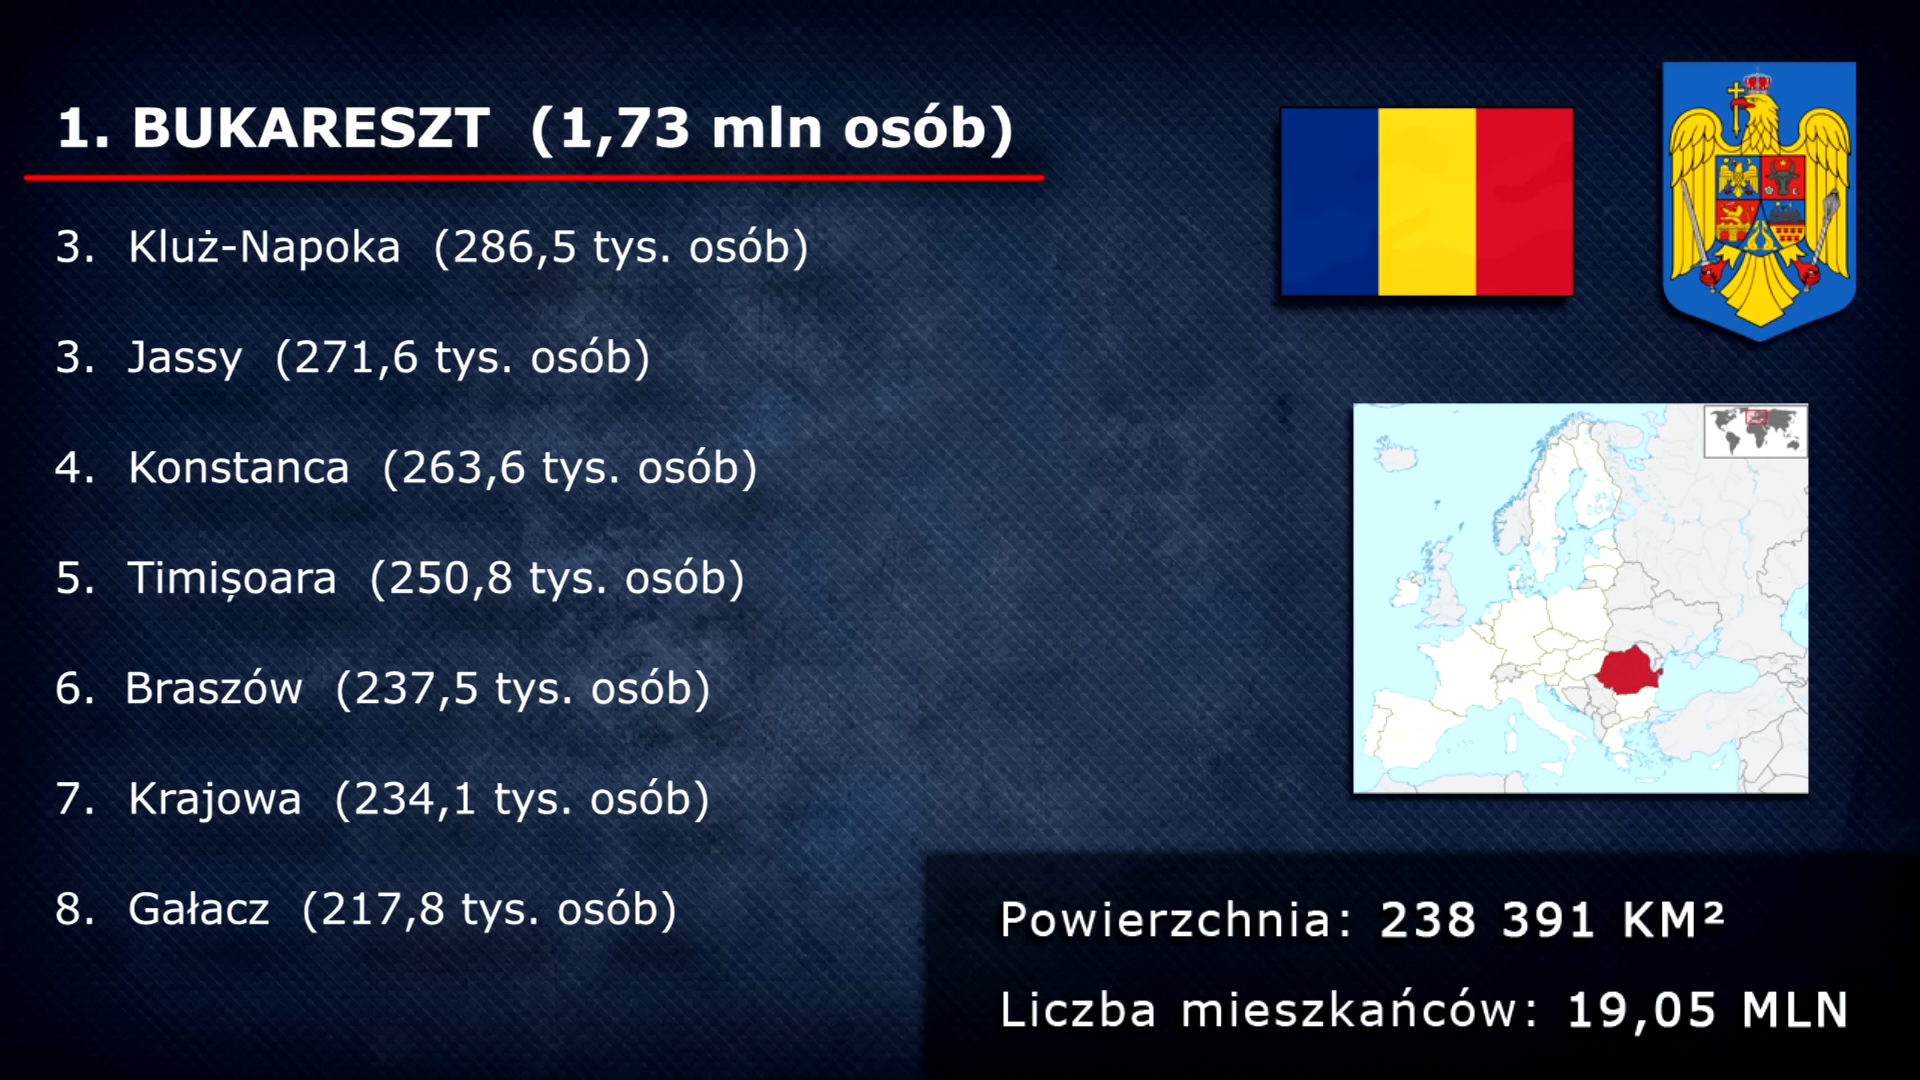 1. BUKARESZT (1,73 mln osób)
3. Kluż-Napoka (286,5 tys. osób)
3. Jassy (271,6 tys. osób)
4. Konstanca (263,6 tys. osób)
5. Timișoara (250,8 tys. osób)
6. Braszów (237,5 tys. osób)
7. Krajowa (234,1 tys. osób)
8. Gałacz (217,8 tys. osób)
Powierzchnia: 238 391 KM²
Liczba mieszkańców: 19,05 MLN